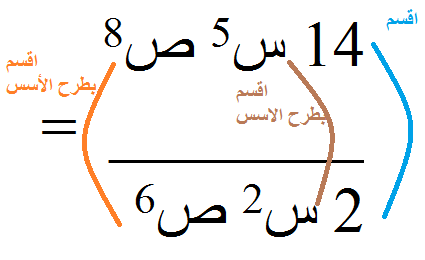 اقسم
14 س5 ص8
اقسم
بطرح الأسس
اقسم
بطرح الاسس
=
2 س2 ص6